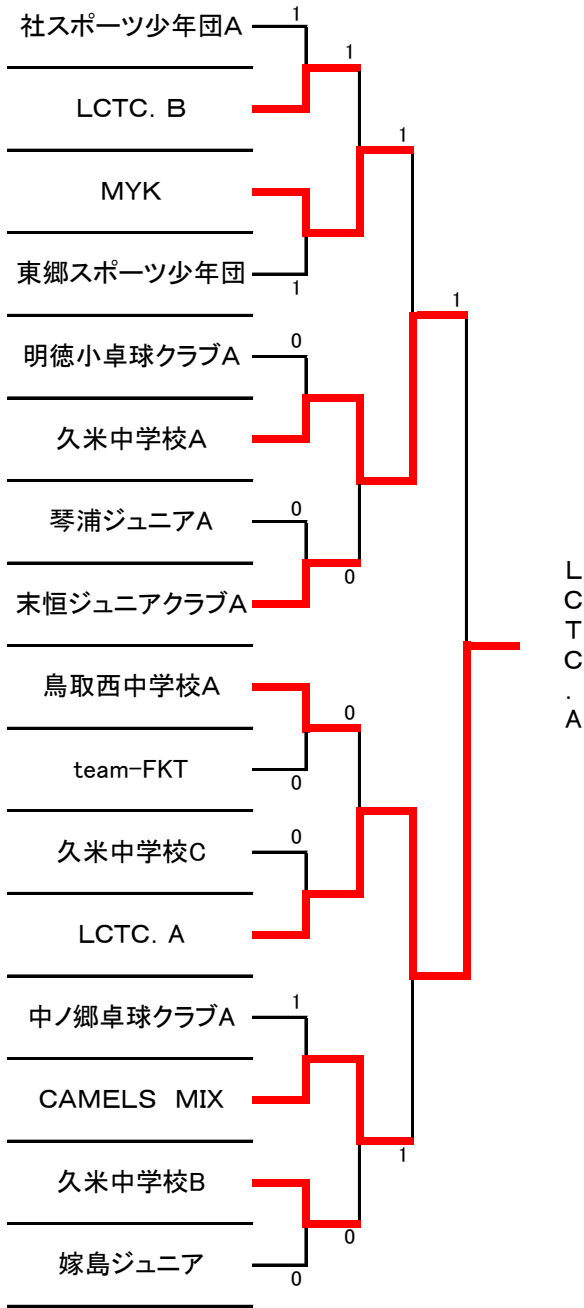 社スポーツ少年団A
1
1
LCTC. B
1
MYK
東郷スポーツ少年団
1
1
明徳小卓球クラブA
0
久米中学校A
琴浦ジュニアA
0
0
末恒ジュニアクラブA
LCTC.A
鳥取西中学校A
0
team-FKT
0
久米中学校C
0
LCTC. A
中ノ郷卓球クラブA
1
CAMELS MIX
1
久米中学校B
0
嫁島ジュニア
0